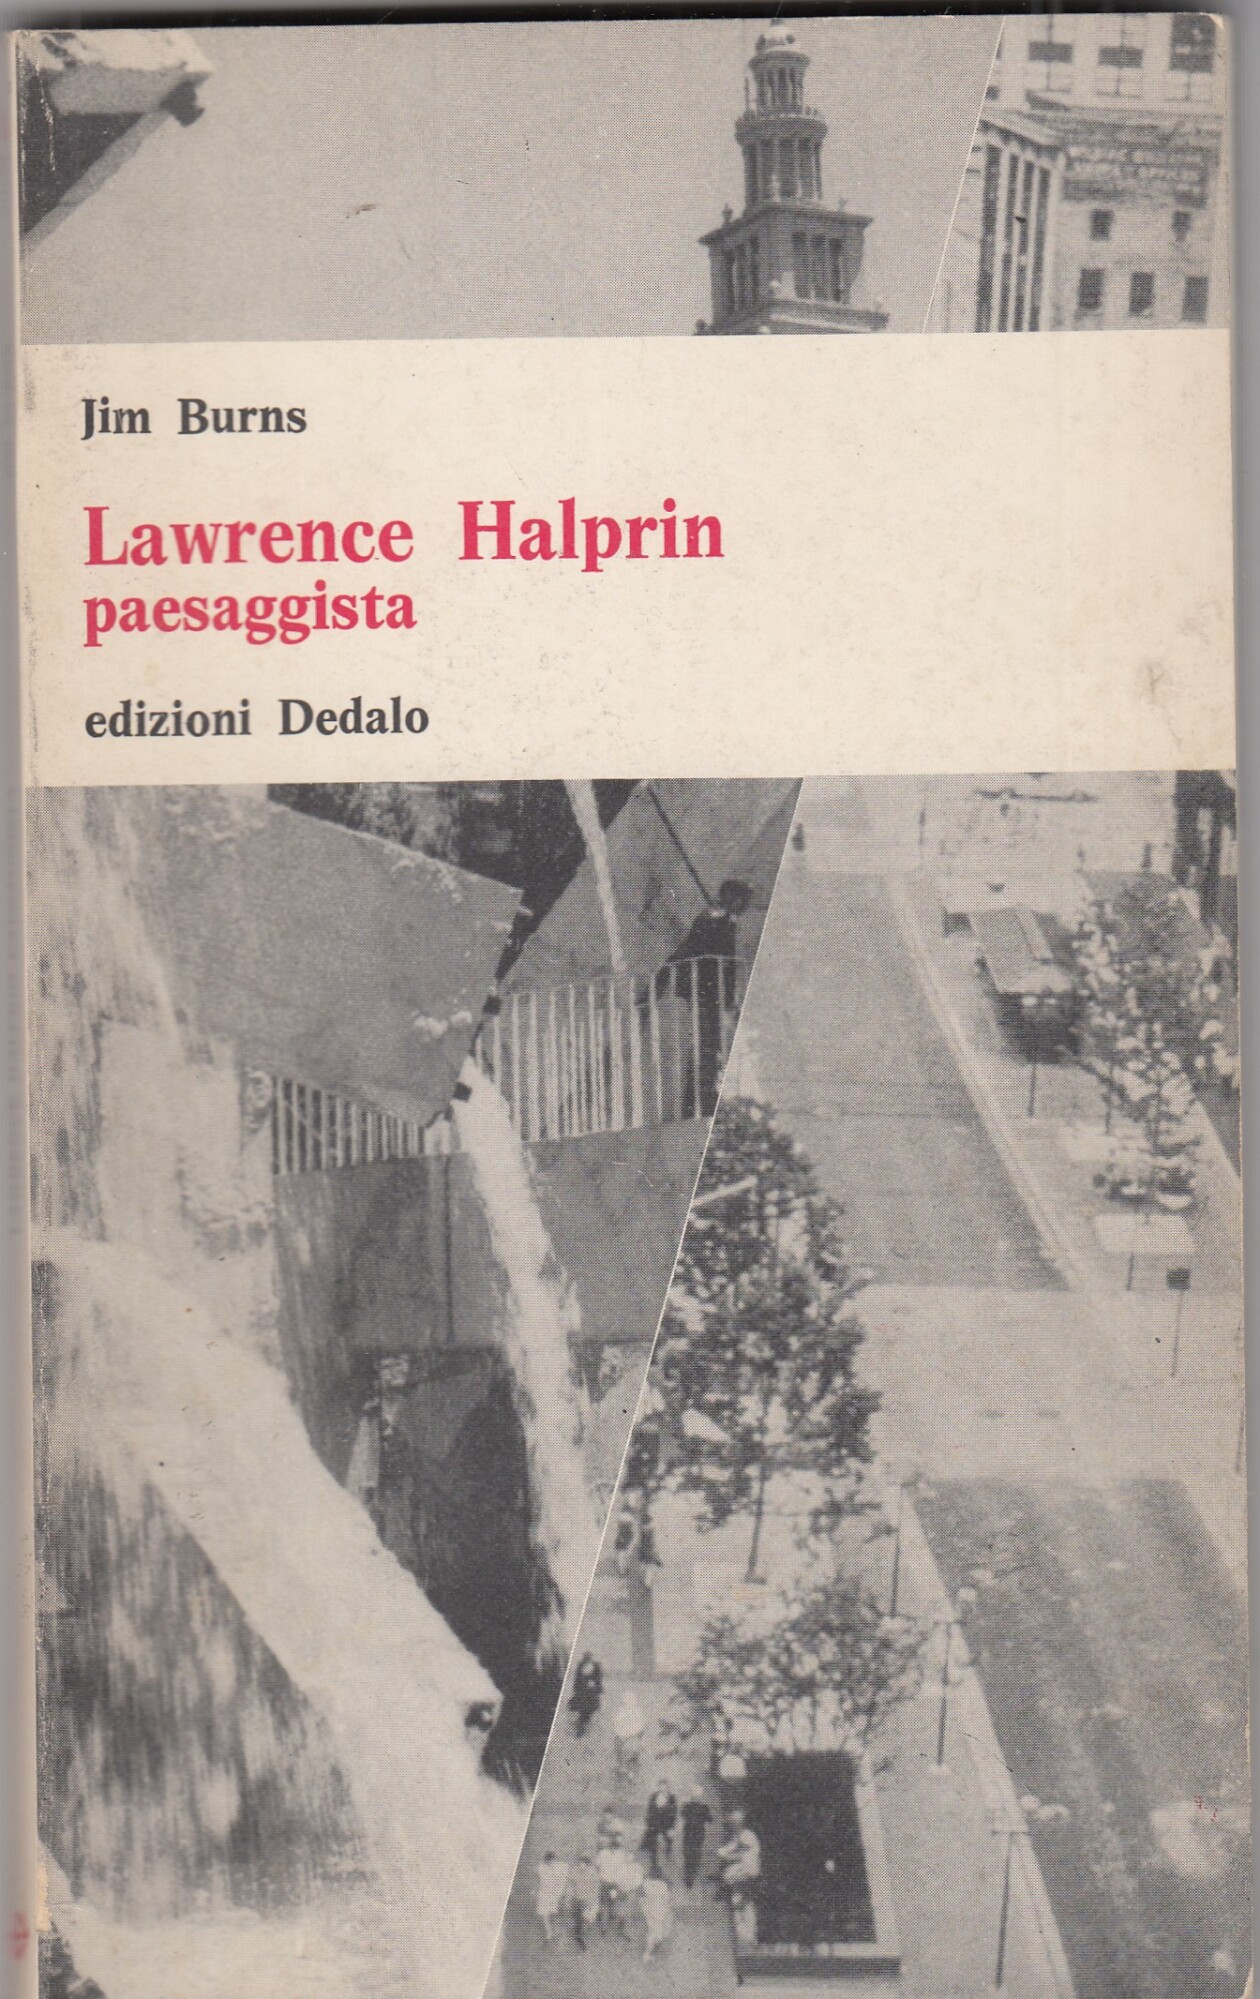 Jim Burns
Lawrence Halprin
paesaggista
edizioni Dedalo